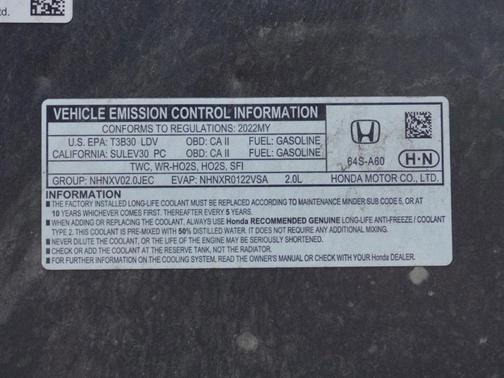 td.
VEHICLE EMISSION CONTROL INFORMATION
CONFORMS TO REGULATIONS: 2022MY
U.S. EPA: T3B30 LDV OBD: CA II FUEL: GASOLINE
CALIFORNIA: SULEV30 PC OBD: CA II FUEL: GASOLINE
TWC, WR-HO2S, HO2S, SFI
GROUP: NHNXV02.0JEC EVAP: NHNXR0122VSA 2.0L
64S-A60
H·N
HONDA MOTOR CO., LTD.
INFORMATION
■ THE FACTORY INSTALLED LONG-LIFE COOLANT MUST BE REPLACED ACCORDING TO MAINTENANCE MINDER SUB CODE 5, OR AT
10 YEARS WHICHEVER COMES FIRST. THEREAFTER EVERY 5 YEARS.
■ WHEN ADDING OR REPLACING THE COOLANT, ALWAYS USE Honda RECOMMENDED GENUINE LONG-LIFE ANTI-FREEZE / COOLANT
TYPE 2. THIS COOLANT IS PRE-MIXED WITH 50% DISTILLED WATER. IT DOES NOT REQUIRE ANY ADDITIONAL MIXING.
■ NEVER DILUTE THE COOLANT, OR THE LIFE OF THE ENGINE MAY BE SERIOUSLY SHORTENED.
■ CHECK OR ADD COOLANT AT THE RESERVE TANK, NOT THE RADIATOR.
■ FOR FURTHER INFORMATION ON THE COOLING SYSTEM, READ THE OWNER'S MANUAL OR CHECK WITH YOUR Honda DEALER.